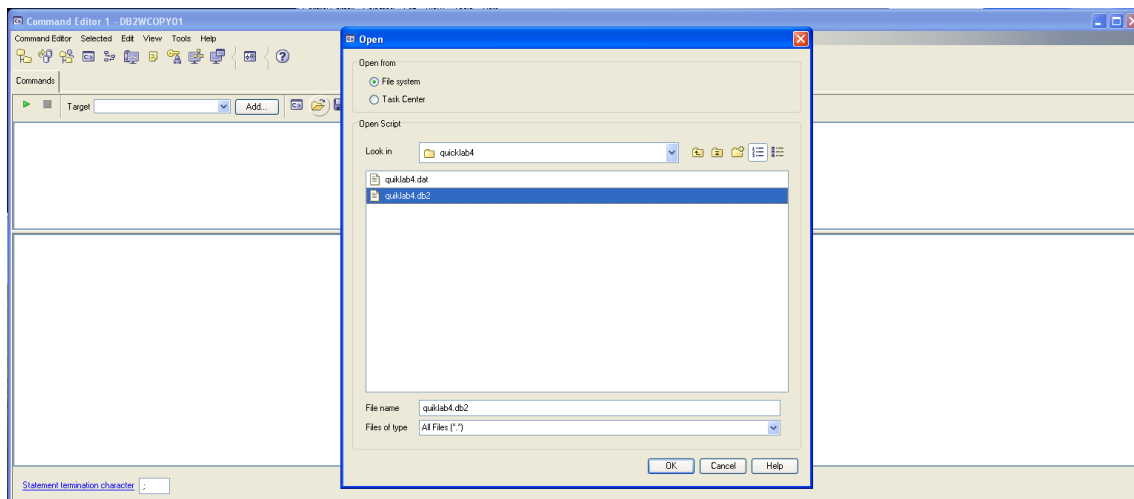 Command Editor 1 - DB2WCOPY01
Command Editor Selected Edit View Tools Help
Commands
Target
Add...
Statement termination character ;
Open
Open from
File system
Task Center
Open Script
Look in quicklab4
quiklab4.dat
quiklab4.db2
File name quiklab4.db2
Files of type All Files (*.*)
OK Cancel Help